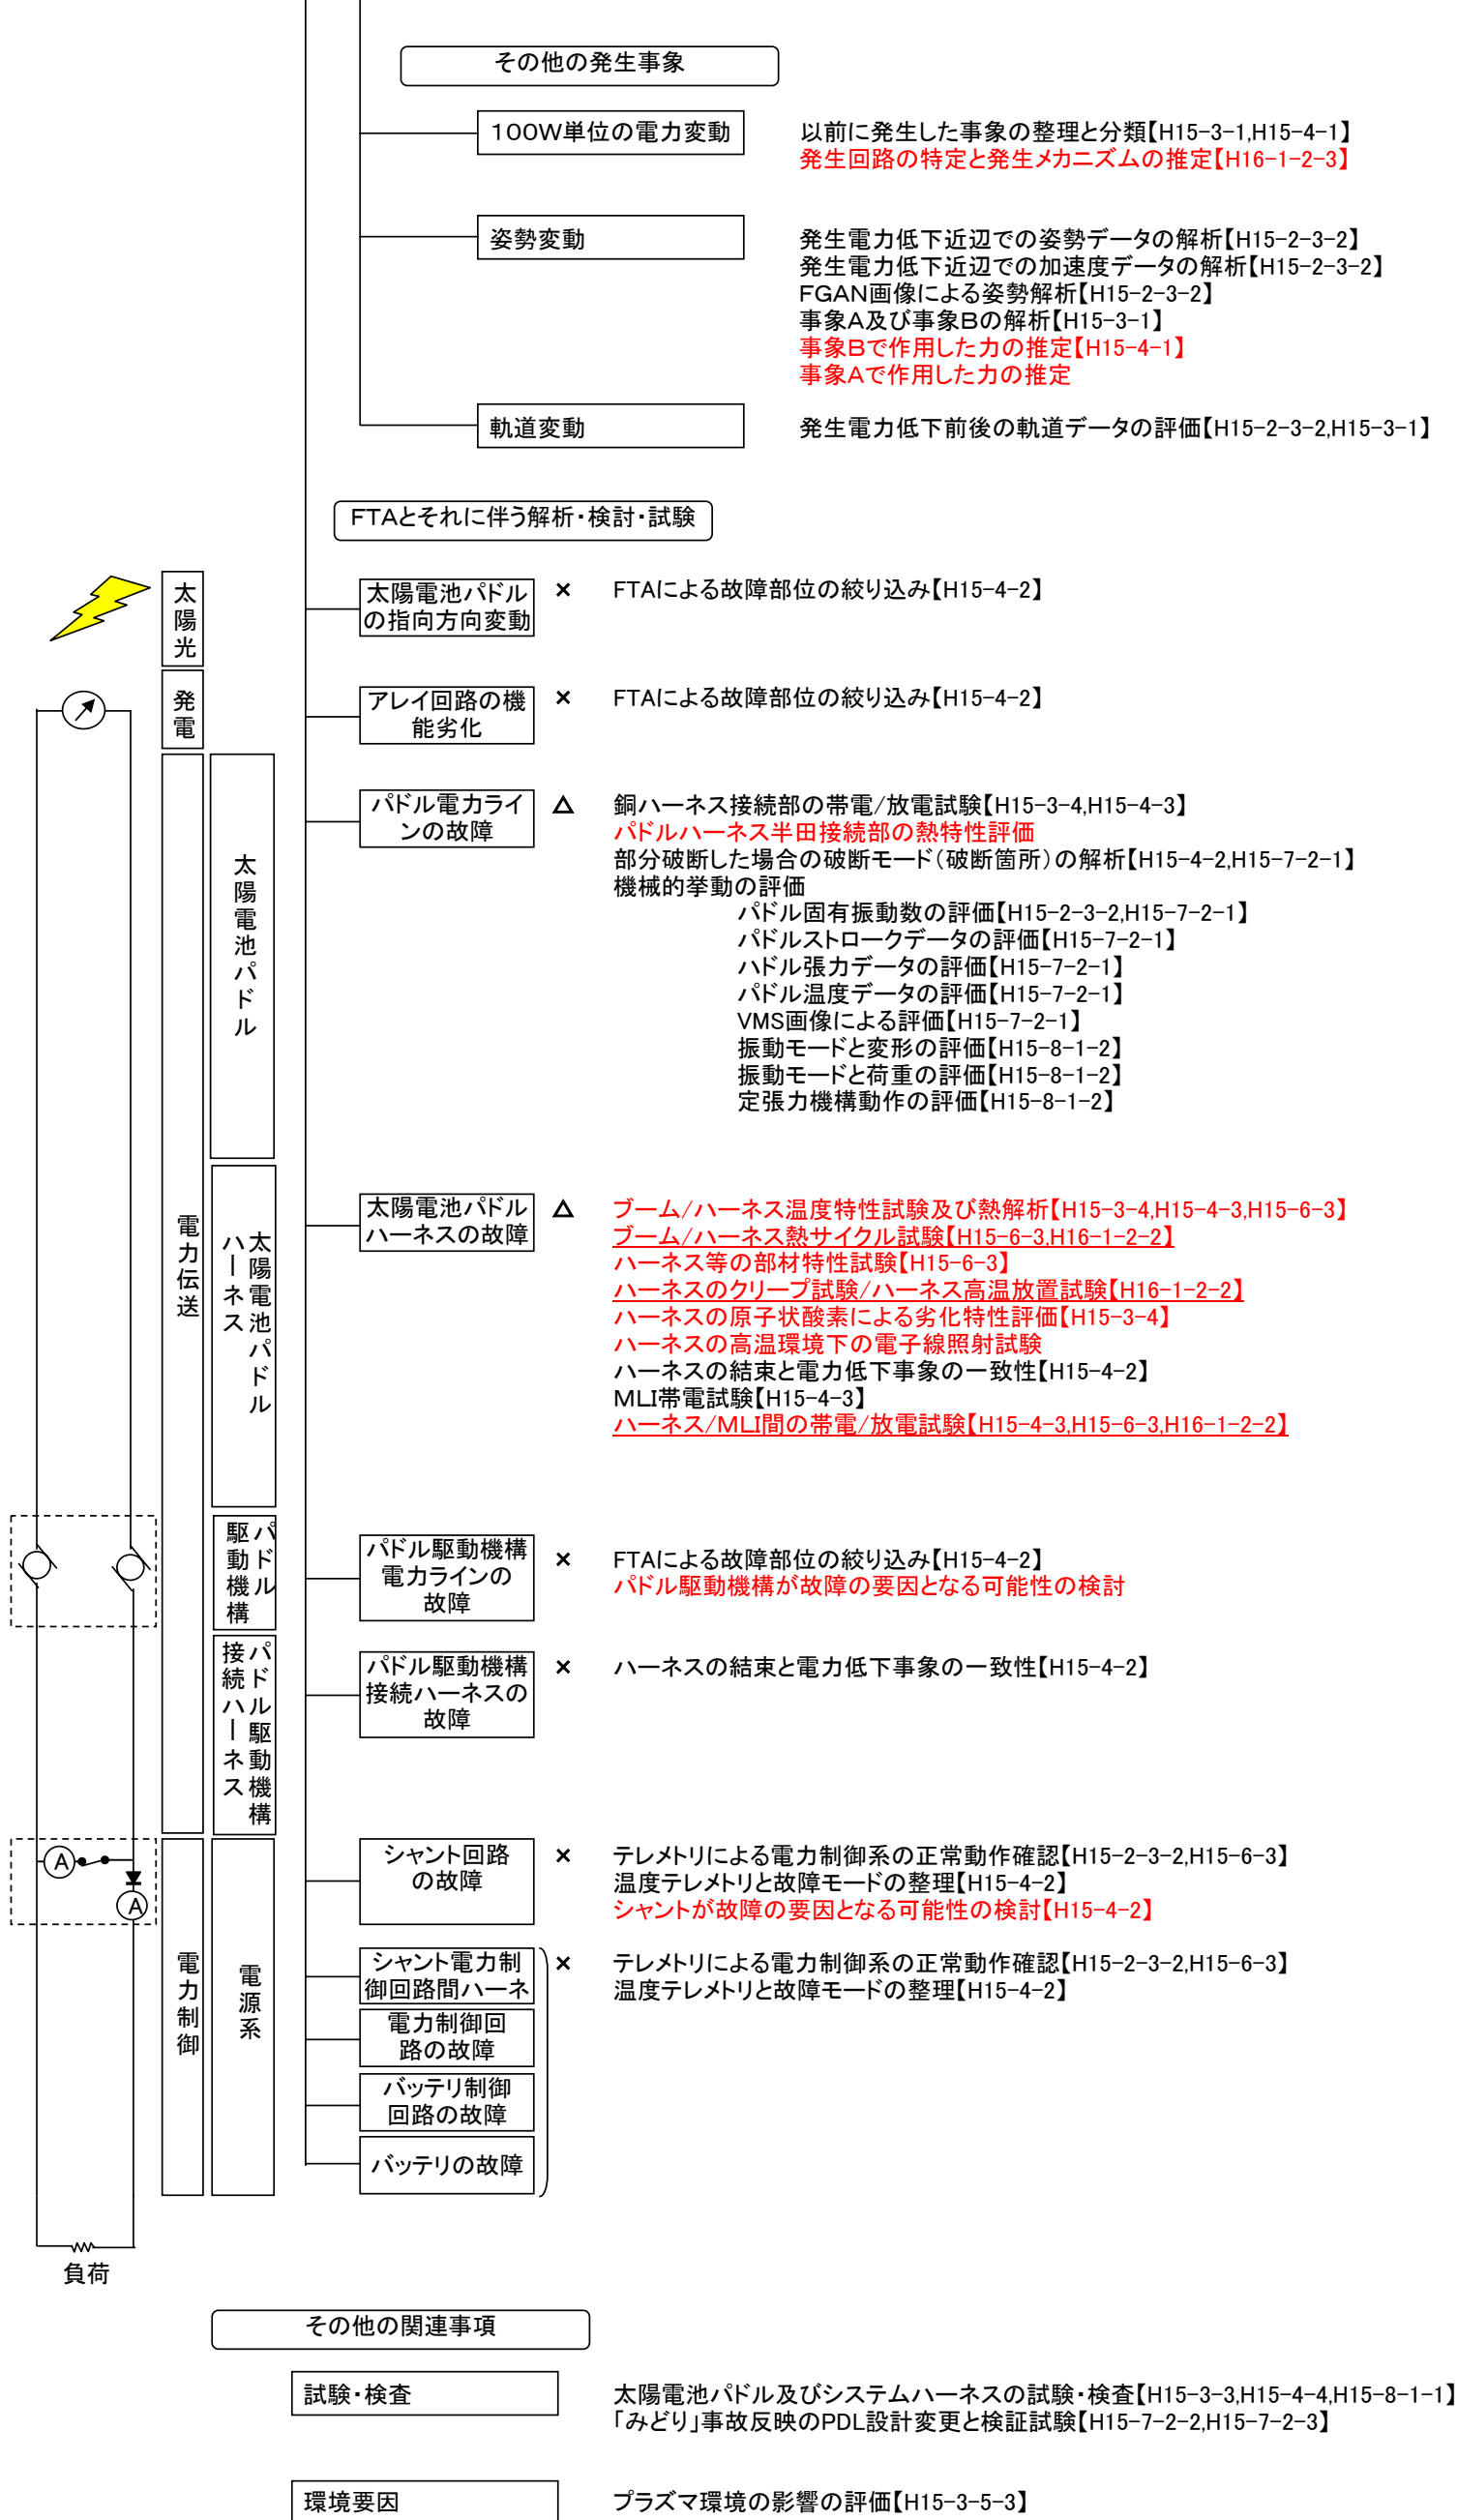 その他の発生事象
100W単位の電力変動
以前に発生した事象の整理と分類【H15-3-1,H15-4-1】
発生回路の特定と発生メカニズムの推定【H16-1-2-3】
姿勢変動
発生電力低下近辺での姿勢データの解析【H15-2-3-2】
発生電力低下近辺での加速度データの解析【H15-2-3-2】
FGAN画像による姿勢解析【H15-2-3-2】
事象A及び事象Bの解析【H15-3-1】
事象Bで作用した力の推定【H15-4-1】
事象Aで作用した力の推定
軌道変動
発生電力低下前後の軌道データの評価【H15-2-3-2,H15-3-1】
FTAとそれに伴う解析・検討・試験
太陽光
太陽電池パドル
の指向方向変動
×
FTAによる故障部位の絞り込み【H15-4-2】
発電
アレイ回路の機
能劣化
×
FTAによる故障部位の絞り込み【H15-4-2】
電力伝送
太陽電池パドル
パドル電力ライ
ンの故障
△
銅ハーネス接続部の帯電/放電試験【H15-3-4,H15-4-3】
パドルハーネス半田接続部の熱特性評価
部分破断した場合の破断モード(破断箇所)の解析【H15-4-2,H15-7-2-1】
機械的挙動の評価
パドル固有振動数の評価【H15-2-3-2,H15-7-2-1】
パドルストロークデータの評価【H15-7-2-1】
ハドル張力データの評価【H15-7-2-1】
パドル温度データの評価【H15-7-2-1】
VMS画像による評価【H15-7-2-1】
振動モードと変形の評価【H15-8-1-2】
振動モードと荷重の評価【H15-8-1-2】
定張力機構動作の評価【H15-8-1-2】
太陽電池パドル
ハーネス
太陽電池パドル
ハーネスの故障
△
ブーム/ハーネス温度特性試験及び熱解析【H15-3-4,H15-4-3,H15-6-3】
ブーム/ハーネス熱サイクル試験【H15-6-3,H16-1-2-2】
ハーネス等の部材特性試験【H15-6-3】
ハーネスのクリープ試験/ハーネス高温放置試験【H16-1-2-2】
ハーネスの原子状酸素による劣化特性評価【H15-3-4】
ハーネスの高温環境下の電子線照射試験
ハーネスの結束と電力低下事象の一致性【H15-4-2】
MLI帯電試験【H15-4-3】
ハーネス/MLI間の帯電/放電試験【H15-4-3,H15-6-3,H16-1-2-2】
パドル
駆動機構
パドル駆動機構
電力ラインの
故障
×
FTAによる故障部位の絞り込み【H15-4-2】
パドル駆動機構が故障の要因となる可能性の検討
パドル駆動機構
接続ハーネス
パドル駆動機構
接続ハーネスの
故障
×
ハーネスの結束と電力低下事象の一致性【H15-4-2】
A
A
電力制御
電源系
シャント回路
の故障
×
テレメトリによる電力制御系の正常動作確認【H15-2-3-2,H15-6-3】
温度テレメトリと故障モードの整理【H15-4-2】
シャントが故障の要因となる可能性の検討【H15-4-2】
シャント電力制
御回路間ハーネ
×
テレメトリによる電力制御系の正常動作確認【H15-2-3-2,H15-6-3】
温度テレメトリと故障モードの整理【H15-4-2】
電力制御回
路の故障
バッテリ制御
回路の故障
バッテリの故障
負荷
その他の関連事項
試験・検査
太陽電池パドル及びシステムハーネスの試験・検査【H15-3-3,H15-4-4,H15-8-1-1】
「みどり」事故反映のPDL設計変更と検証試験【H15-7-2-2,H15-7-2-3】
環境要因
プラズマ環境の影響の評価【H15-3-5-3】